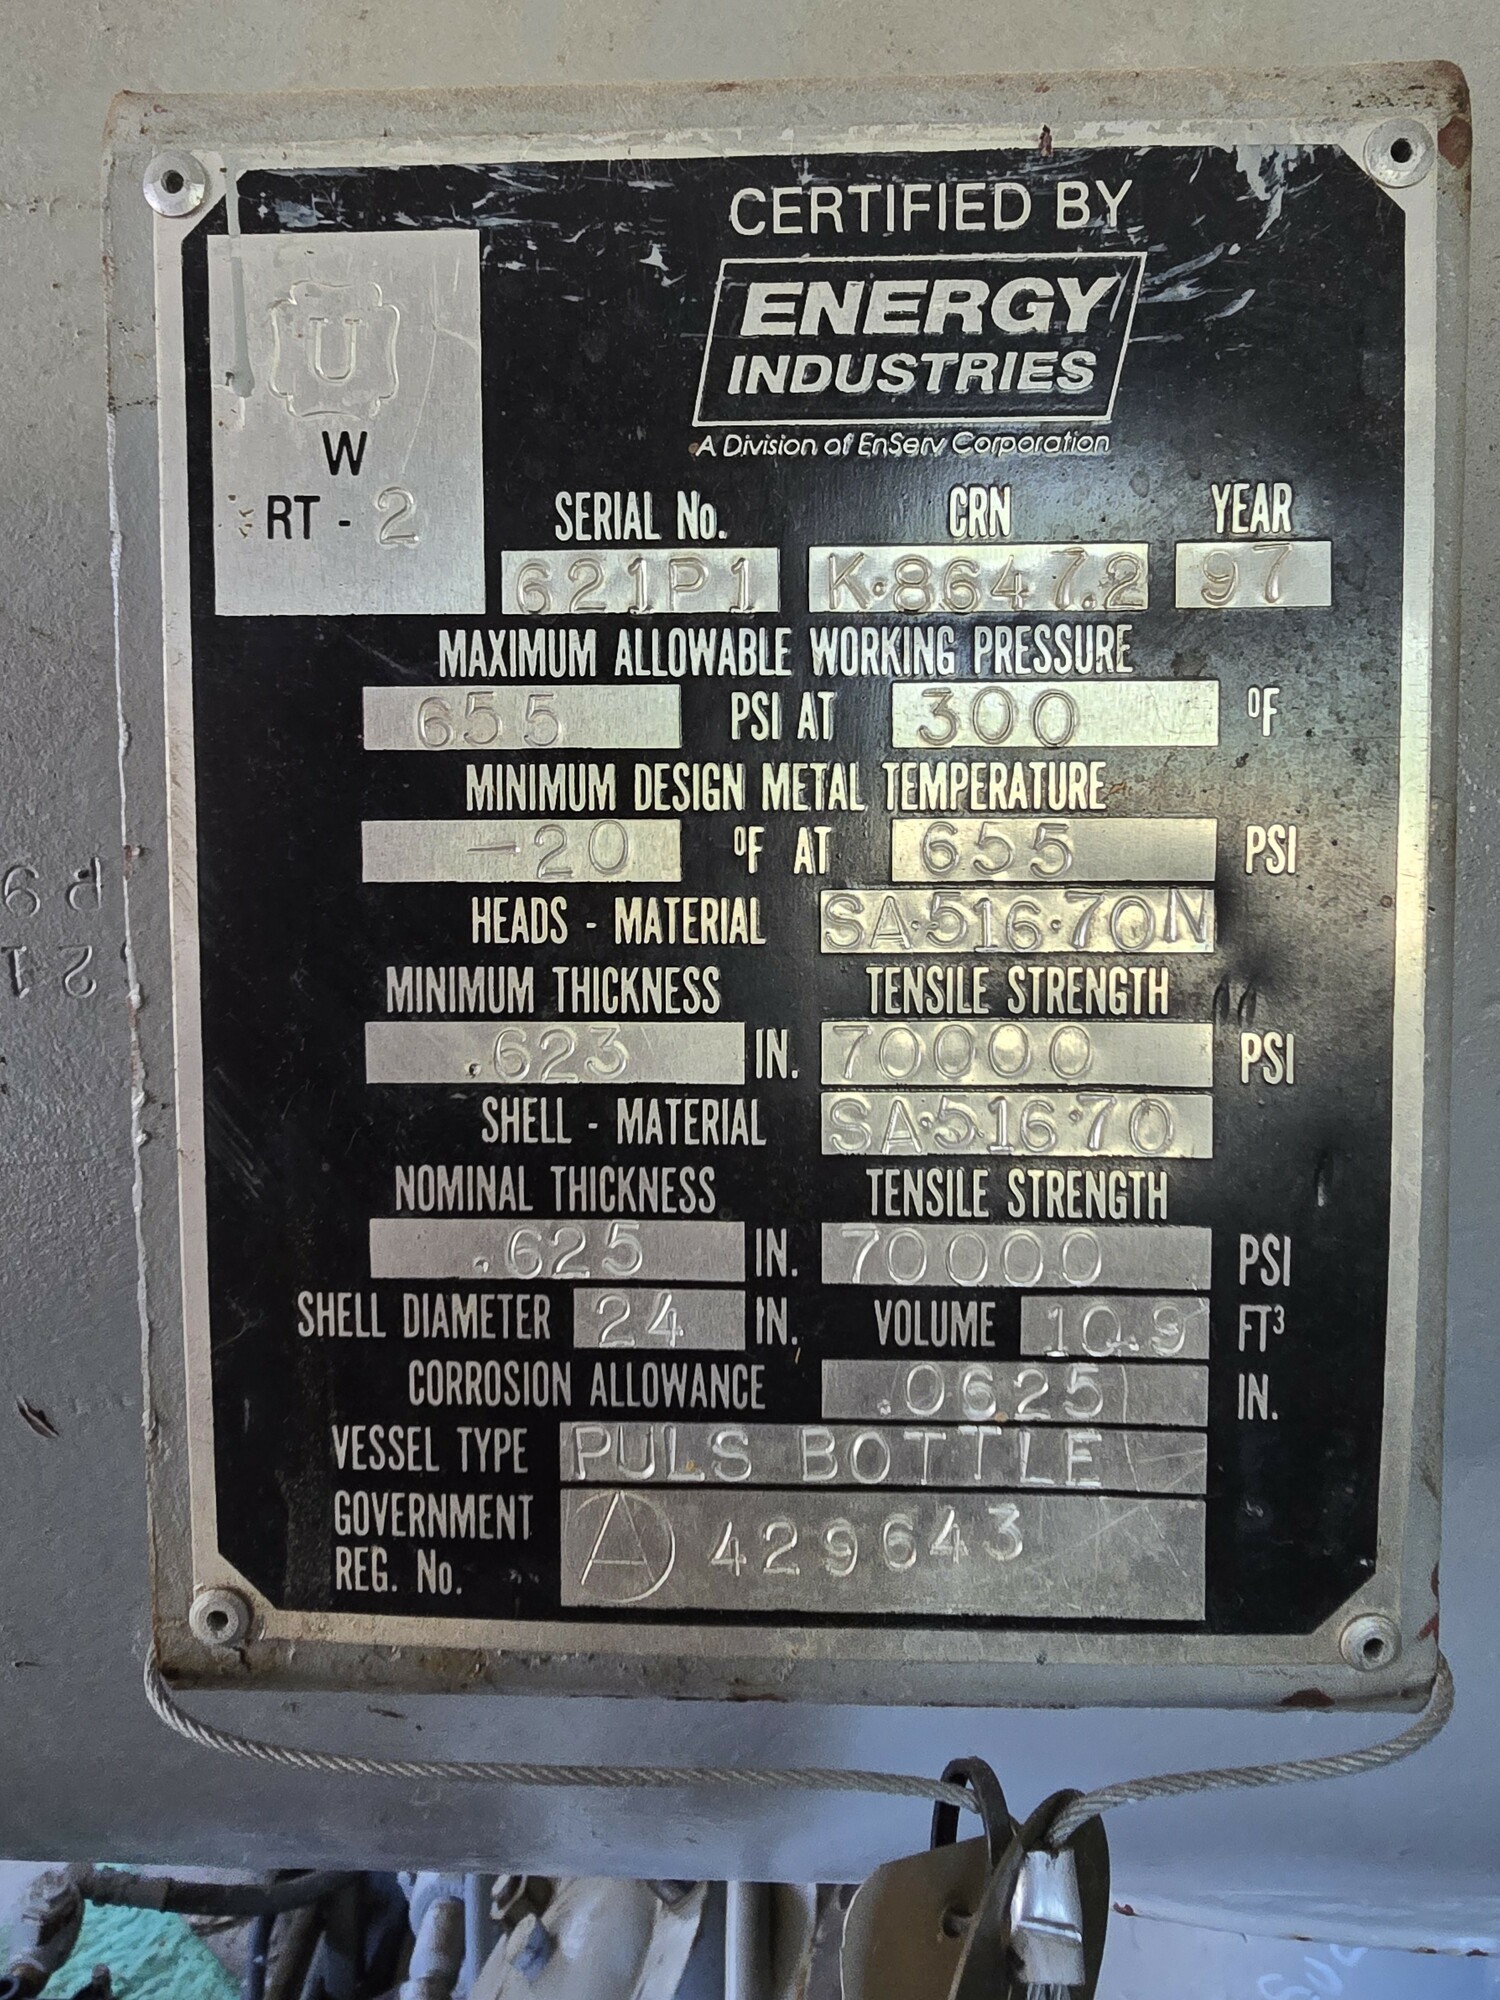 CERTIFIED BY
ENERGY
INDUSTRIES
A Division of EnServ Corporation
U
W
RT - 2
SERIAL No. CRN YEAR
621P1 K·8647.2 97
MAXIMUM ALLOWABLE WORKING PRESSURE
655 PSI AT 300 ºF
MINIMUM DESIGN METAL TEMPERATURE
-20 ºF AT 655 PSI
HEADS - MATERIAL SA·516·70N
MINIMUM THICKNESS TENSILE STRENGTH
.623 IN. 70000 PSI
SHELL - MATERIAL SA·516·70
NOMINAL THICKNESS TENSILE STRENGTH
.625 IN. 70000 PSI
SHELL DIAMETER 24 IN. VOLUME 10.9 FT³
CORROSION ALLOWANCE .0625 IN.
VESSEL TYPE PULS BOTTLE
GOVERNMENT
REG. No. A 429643